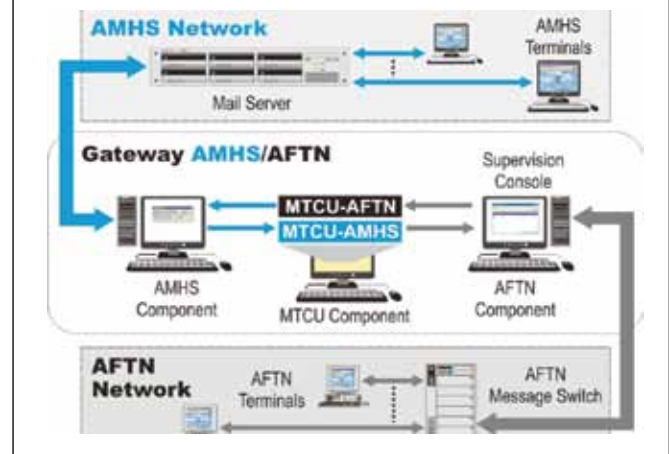 AMHS Network
AMHS
Terminals
Mail Server
Gateway AMHS/AFTN
Supervision
Console
MTCU-AFTN
MTCU-AMHS
AMHS
Component
MTCU Component
AFTN
Component
AFTN
Network
AFTN
Terminals
AFTN
Message Switch